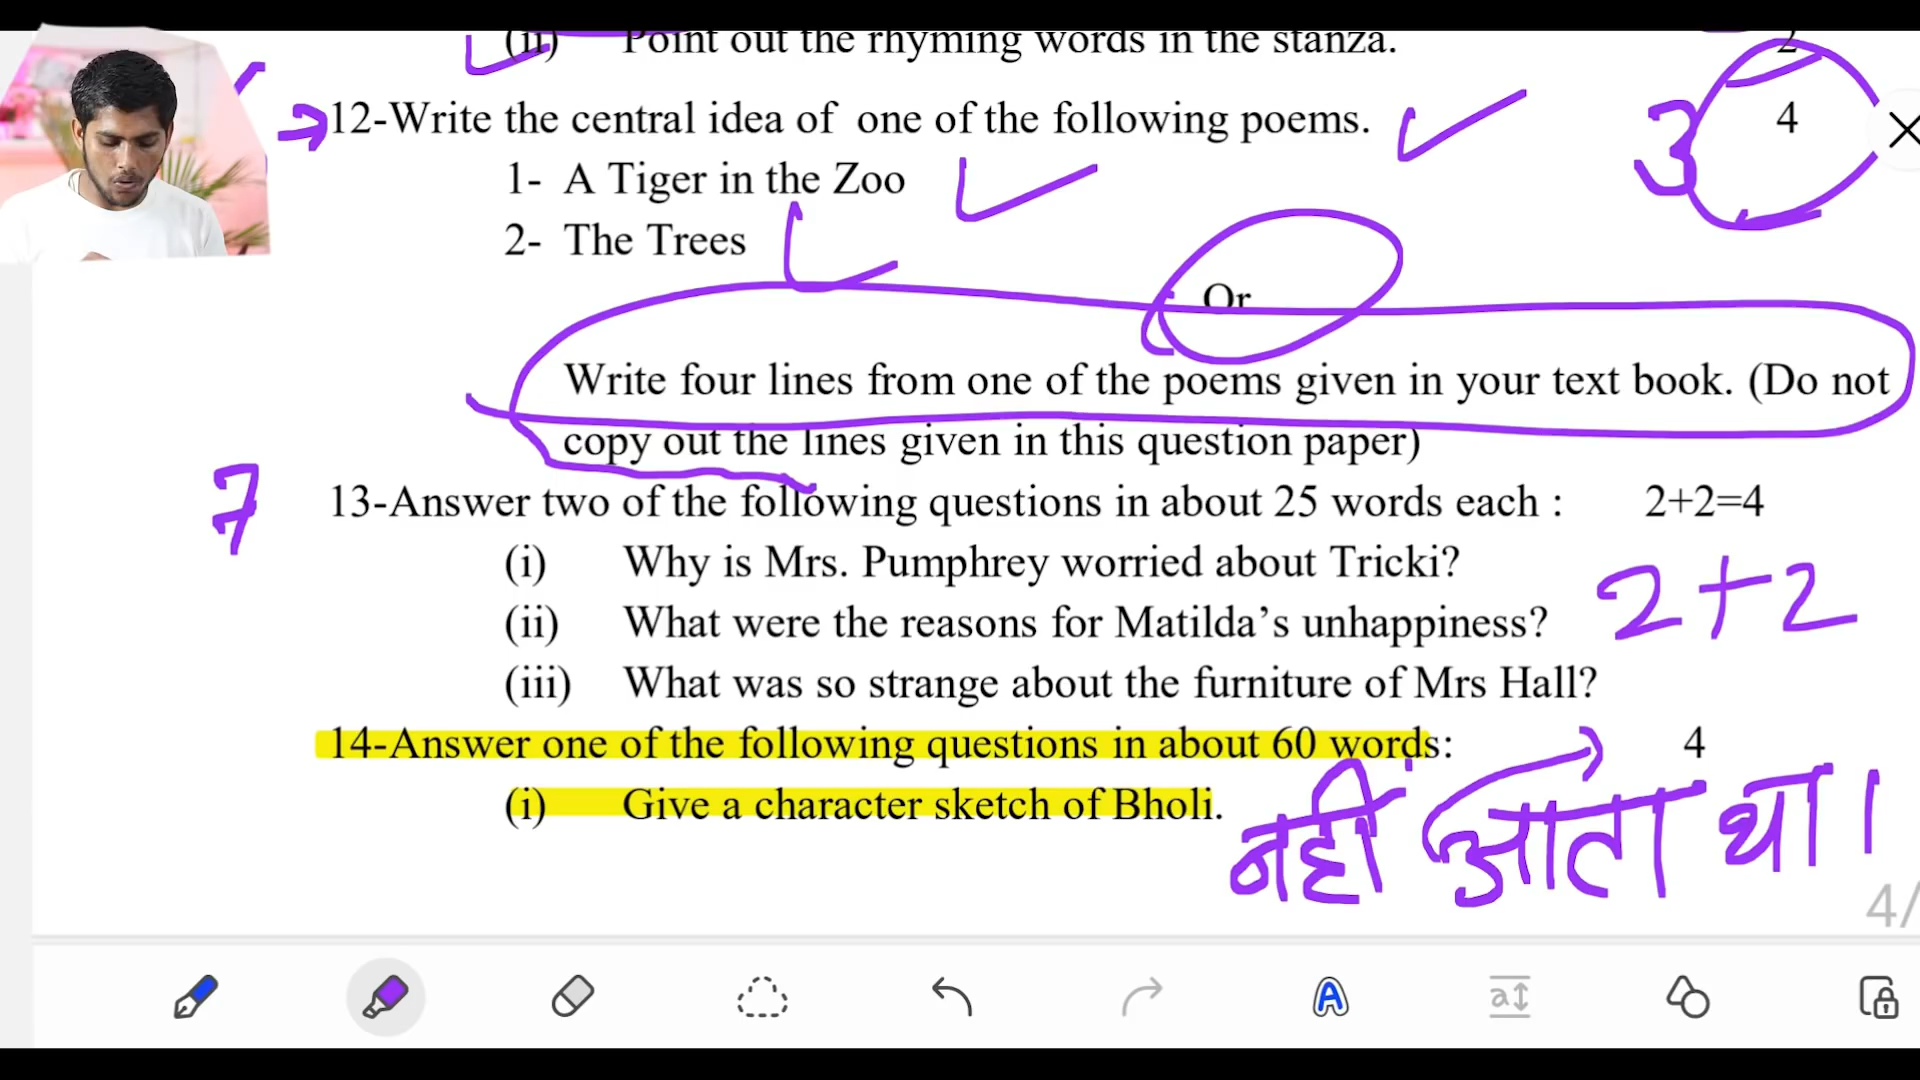 (ii) Point out the rhyming words in the stanza. 2
12-Write the central idea of one of the following poems. 3 4
1- A Tiger in the Zoo
2- The Trees
Or
Write four lines from one of the poems given in your text book. (Do not
copy out the lines given in this question paper)
7
13-Answer two of the following questions in about 25 words each : 2+2=4
(i) Why is Mrs. Pumphrey worried about Tricki?
2+2
(ii) What were the reasons for Matilda’s unhappiness?
(iii) What was so strange about the furniture of Mrs Hall?
14-Answer one of the following questions in about 60 words: 4
(i) Give a character sketch of Bholi.
नहीं आता था।
4/
A
a